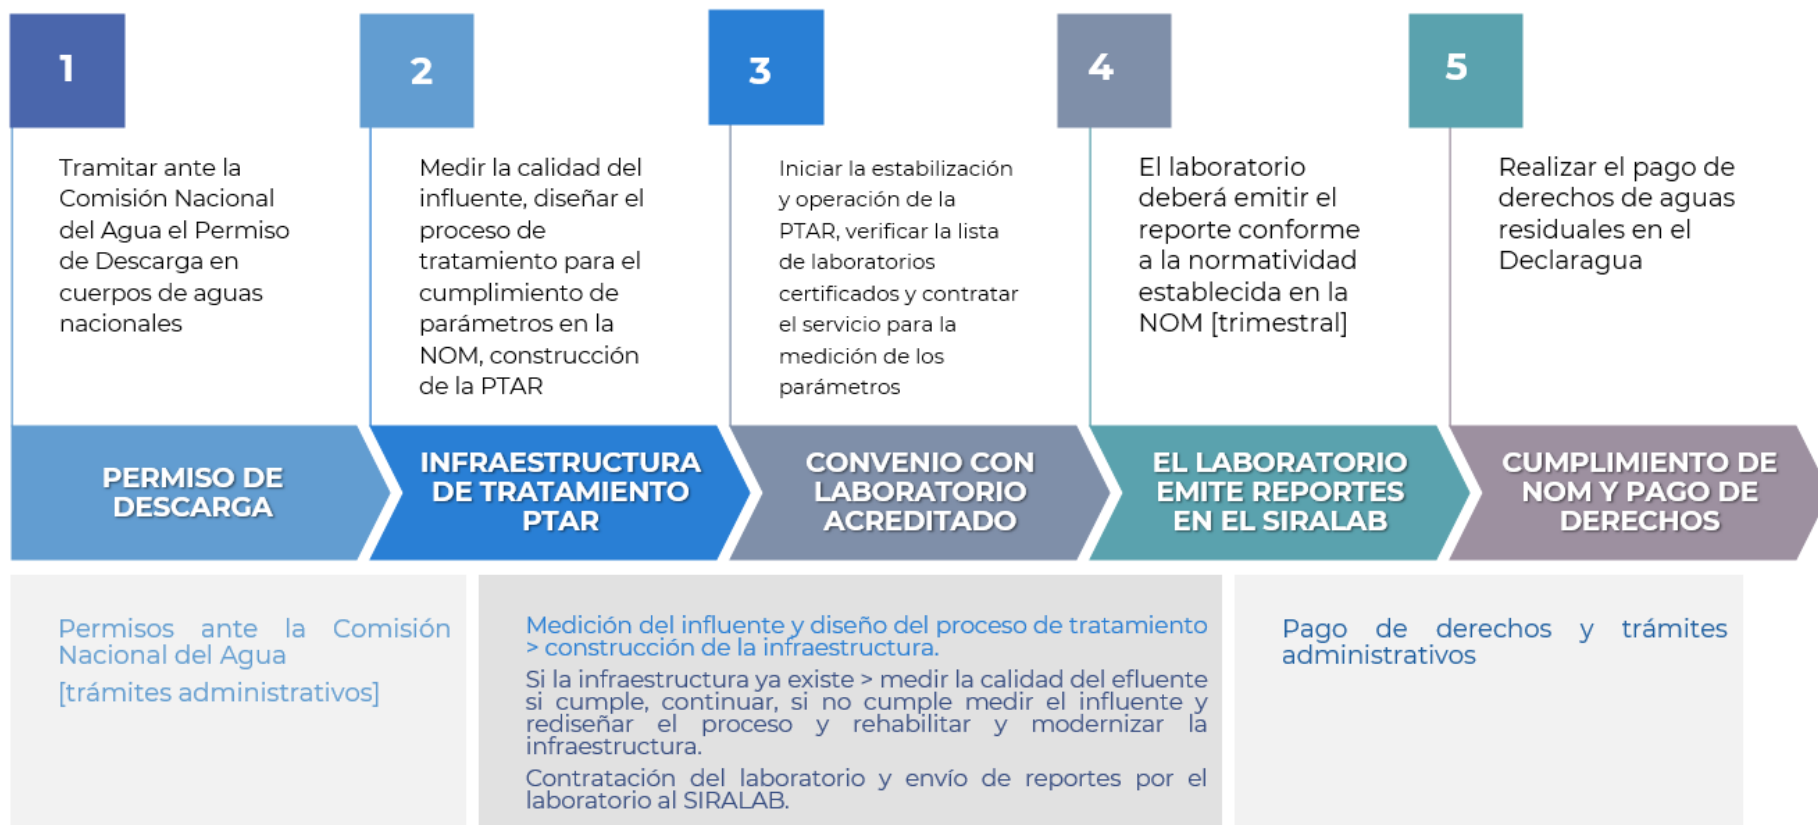 1
Tramitar ante la
Comisión Nacional
del Agua el Permiso
de Descarga en
cuerpos de aguas
nacionales
2
Medir la calidad del
influente, diseñar el
proceso de
tratamiento para el
cumplimiento de
parámetros en la
NOM, construcción
de la PTAR
3
Iniciar la estabilización
y operación de la
PTAR, verificar la lista
de laboratorios
certificados y contratar
el servicio para la
medición de los
parámetros
4
El laboratorio
deberá emitir el
reporte conforme
a la normatividad
establecida en la
NOM [trimestral]
5
Realizar el pago de
derechos de aguas
residuales en el
Declaragua
PERMISO DE
DESCARGA
INFRAESTRUCTURA
DE TRATAMIENTO
PTAR
CONVENIO CON
LABORATORIO
ACREDITADO
EL LABORATORIO
EMITE REPORTES
EN EL SIRALAB
CUMPLIMIENTO DE
NOM Y PAGO DE
DERECHOS
Permisos ante la Comisión
Nacional del Agua
[trámites administrativos]
Medición del influente y diseño del proceso de tratamiento
> construcción de la infraestructura.
Si la infraestructura ya existe > medir la calidad del efluente
si cumple, continuar, si no cumple medir el influente y
rediseñar el proceso y rehabilitar y modernizar la
infraestructura.
Contratación del laboratorio y envío de reportes por el
laboratorio al SIRALAB.
Pago de derechos y trámites
administrativos